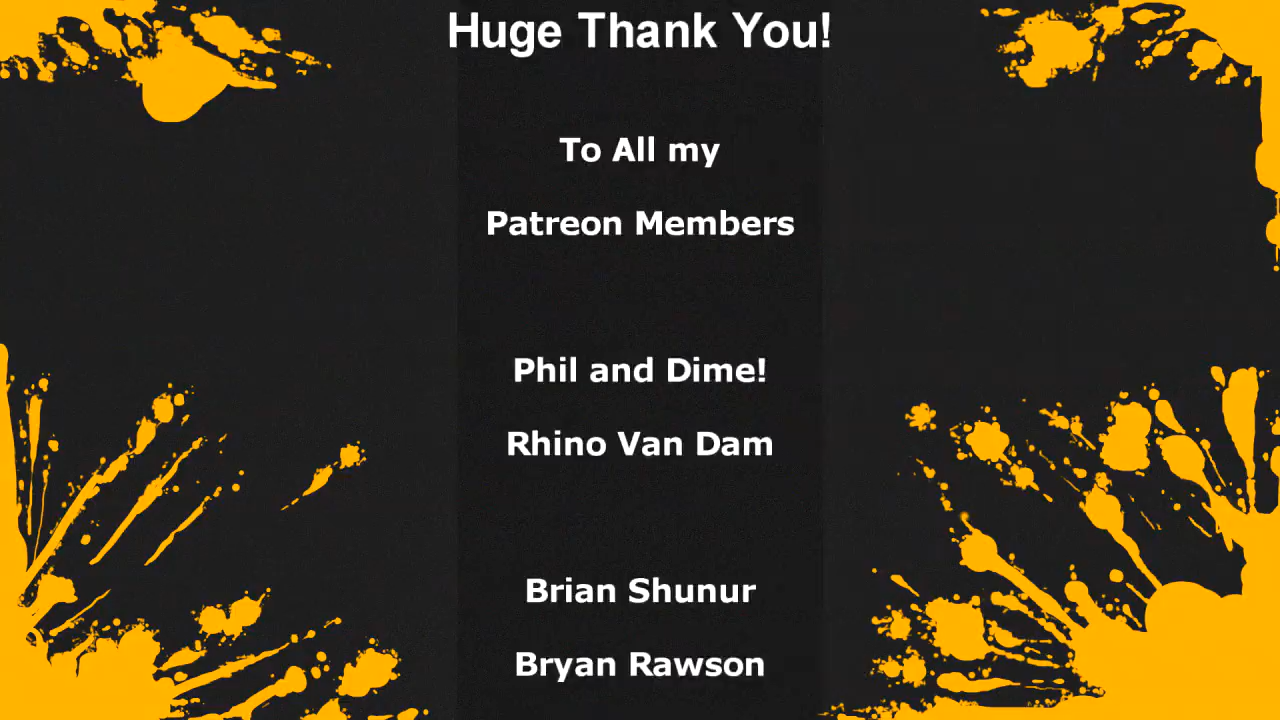 Huge Thank You!
To All my
Patreon Members
Phil and Dime!
Rhino Van Dam
Brian Shunur
Bryan Rawson